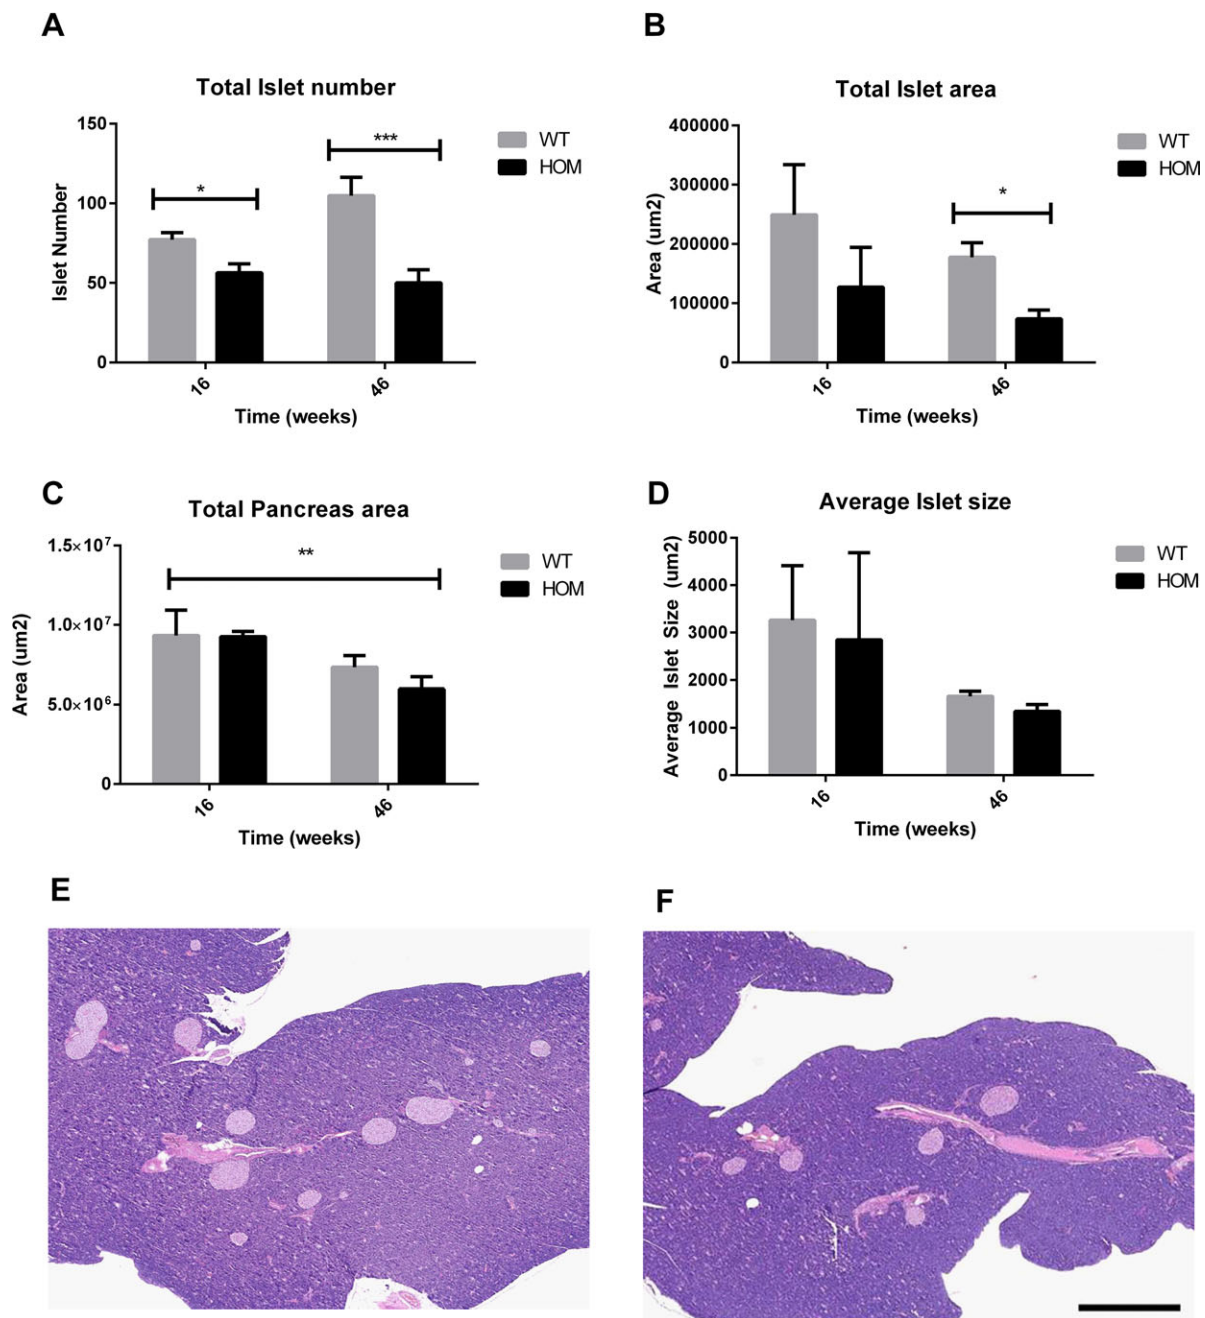 A
Total Islet number
Islet Number
150
100
50
0
*
***
16
46
Time (weeks)
WT
HOM
B
Total Islet area
Area (um2)
400000
300000
200000
100000
0
*
16
46
Time (weeks)
WT
HOM
C
Total Pancreas area
Area (um2)
1.5×10⁷
1.0×10⁷
5.0×10⁶
0
**
16
46
Time (weeks)
WT
HOM
D
Average Islet size
Average Islet Size (um2)
5000
4000
3000
2000
1000
0
16
46
Time (weeks)
WT
HOM
E
F